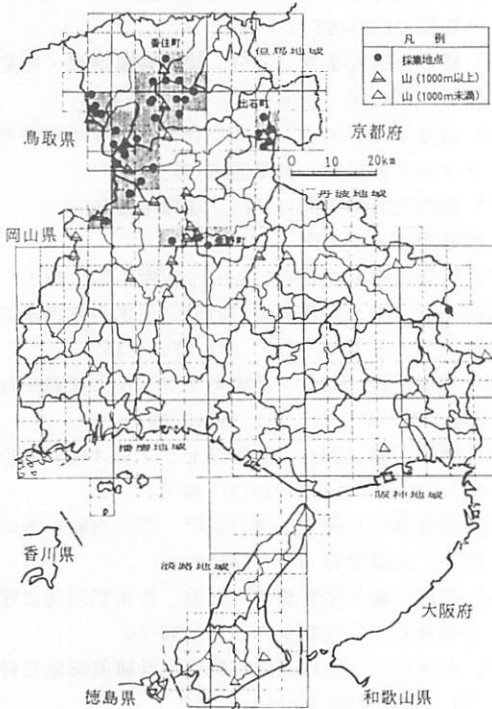 凡例
採集地点
山(1000m以上)
山(1000m未満)
香住町
但馬地域
鳥取県
出石町
京都府
0 10 20km
丹波地域
岡山県
播磨地域
阪神地域
香川県
淡路地域
大阪府
徳島県
和歌山県